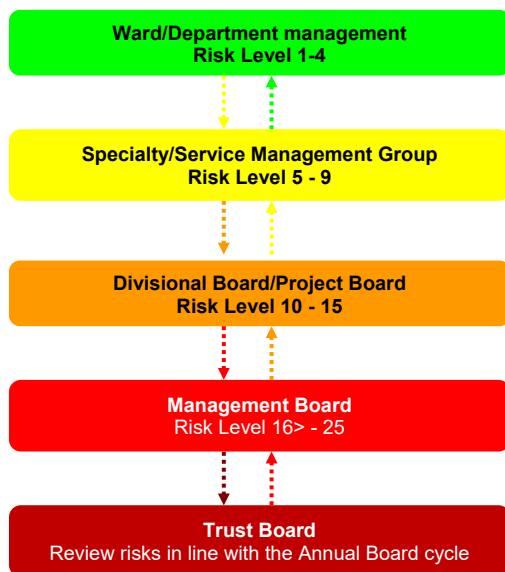 Ward/Department management
Risk Level 1-4
Specialty/Service Management Group
Risk Level 5 - 9
Divisional Board/Project Board
Risk Level 10 - 15
Management Board
Risk Level 16> - 25
Trust Board
Review risks in line with the Annual Board cycle